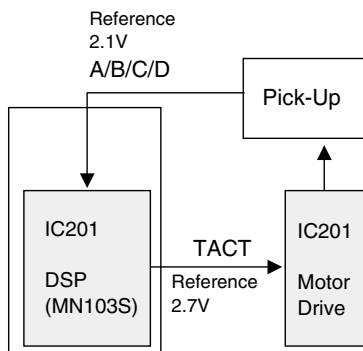 Reference
2.1V
A/B/C/D
Pick-Up
IC201
DSP
(MN103S)
TACT
Reference
2.7V
IC201
Motor
Drive